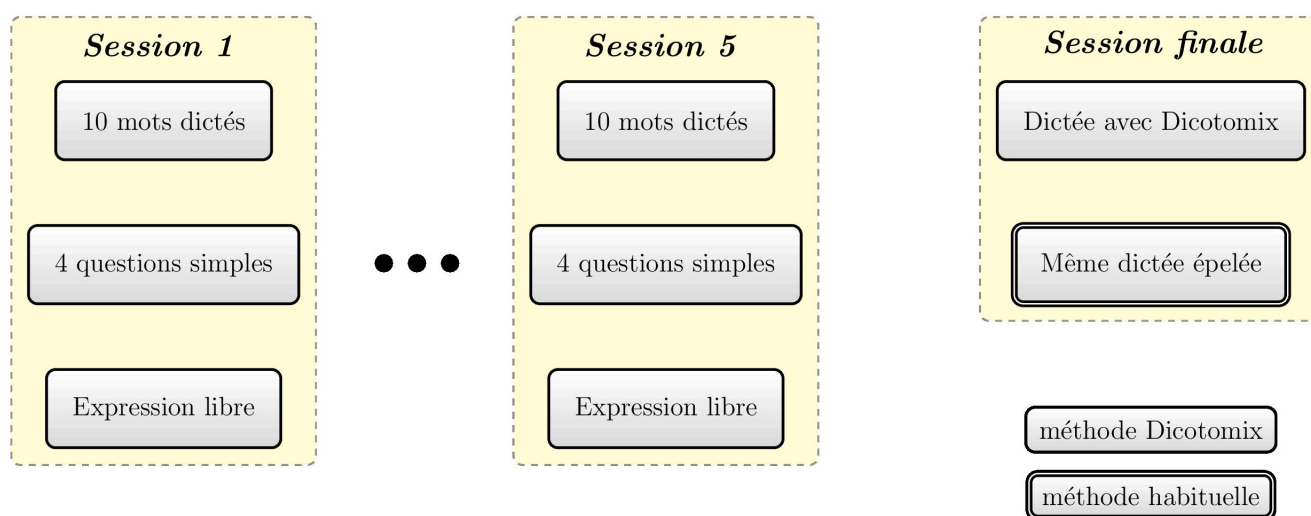 Session 1
10 mots dictés
4 questions simples
Expression libre
Session 5
10 mots dictés
4 questions simples
Expression libre
Session finale
Dictée avec Dicotomix
Même dictée épelée
méthode Dicotomix
méthode habituelle